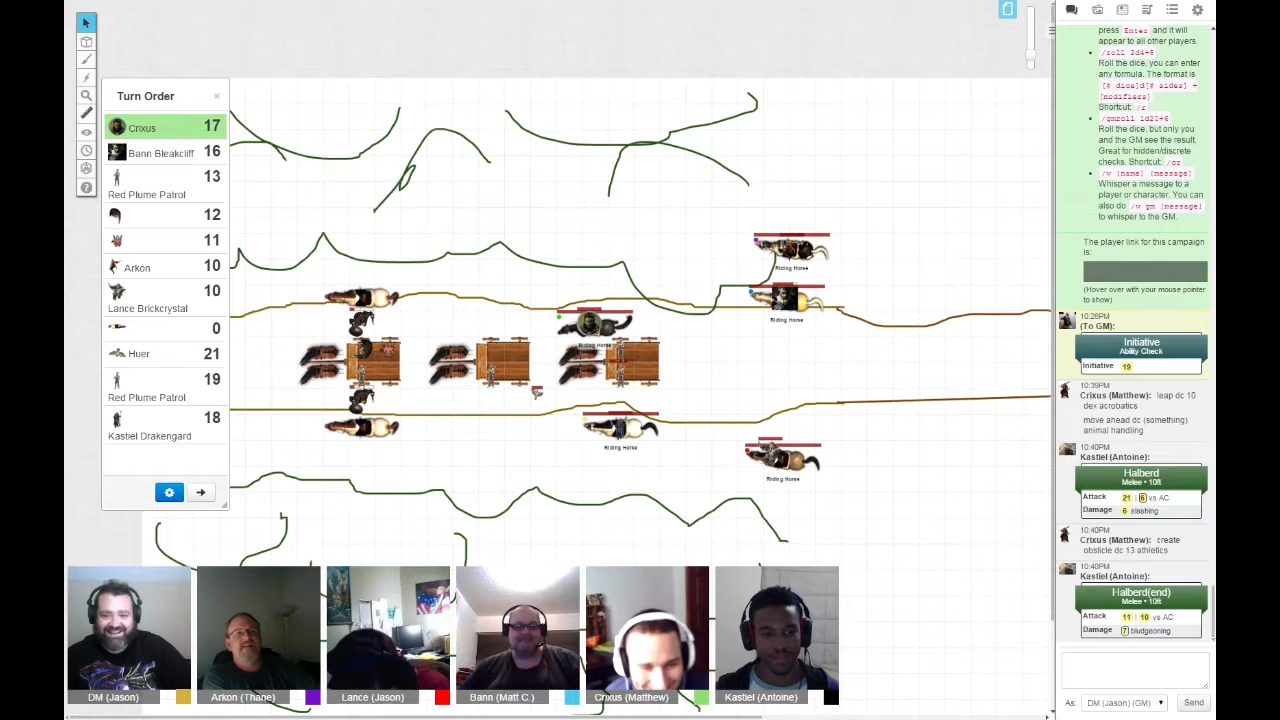 Turn Order ×
Crixus 17
Bann Bleakcliff 16
13
Red Plume Patrol
12
11
Arkon 10
10
Lance Brickcrystal
0
Huer 21
19
Red Plume Patrol
18
Kastiel Drakengard
Riding Horse
Riding Horse
Riding Horse
Riding Horse
Riding Horse
DM (Jason)
Arkon (Thane)
Lance (Jason)
Bann (Matt C.)
Crixus (Matthew)
Kastiel (Antoine)
press Enter and it will
appear to all other players.
/roll 2d4+5
Roll the dice, you can enter
any formula. The format is
[# dice]d[# sides] +
[modifiers]
Shortcut: /r
/gmroll 1d20+6
Roll the dice, but only you
and the GM see the result.
Great for hidden/discrete
checks. Shortcut: /gr
/w [name] [message]
Whisper a message to a
player or character. You can
also do /w gm [message]
to whisper to the GM.
The player link for this campaign
is:
(Hover over with your mouse pointer
to show)
10:26PM
(To GM):
Initiative
Ability Check
Initiative 19
10:39PM
Crixus (Matthew): leap dc 10
dex acrobatics
move ahead dc (something)
animal handling
10:40PM
Kastiel (Antoine):
Halberd
Melee • 10ft
Attack 21 | 6 vs AC
Damage 6 slashing
10:40PM
Crixus (Matthew): create
obsticle dc 13 athletics
10:40PM
Kastiel (Antoine):
Halberd(end)
Melee • 10ft
Attack 11 | 10 vs AC
Damage 7 bludgeoning
As: DM (Jason) (GM) Send